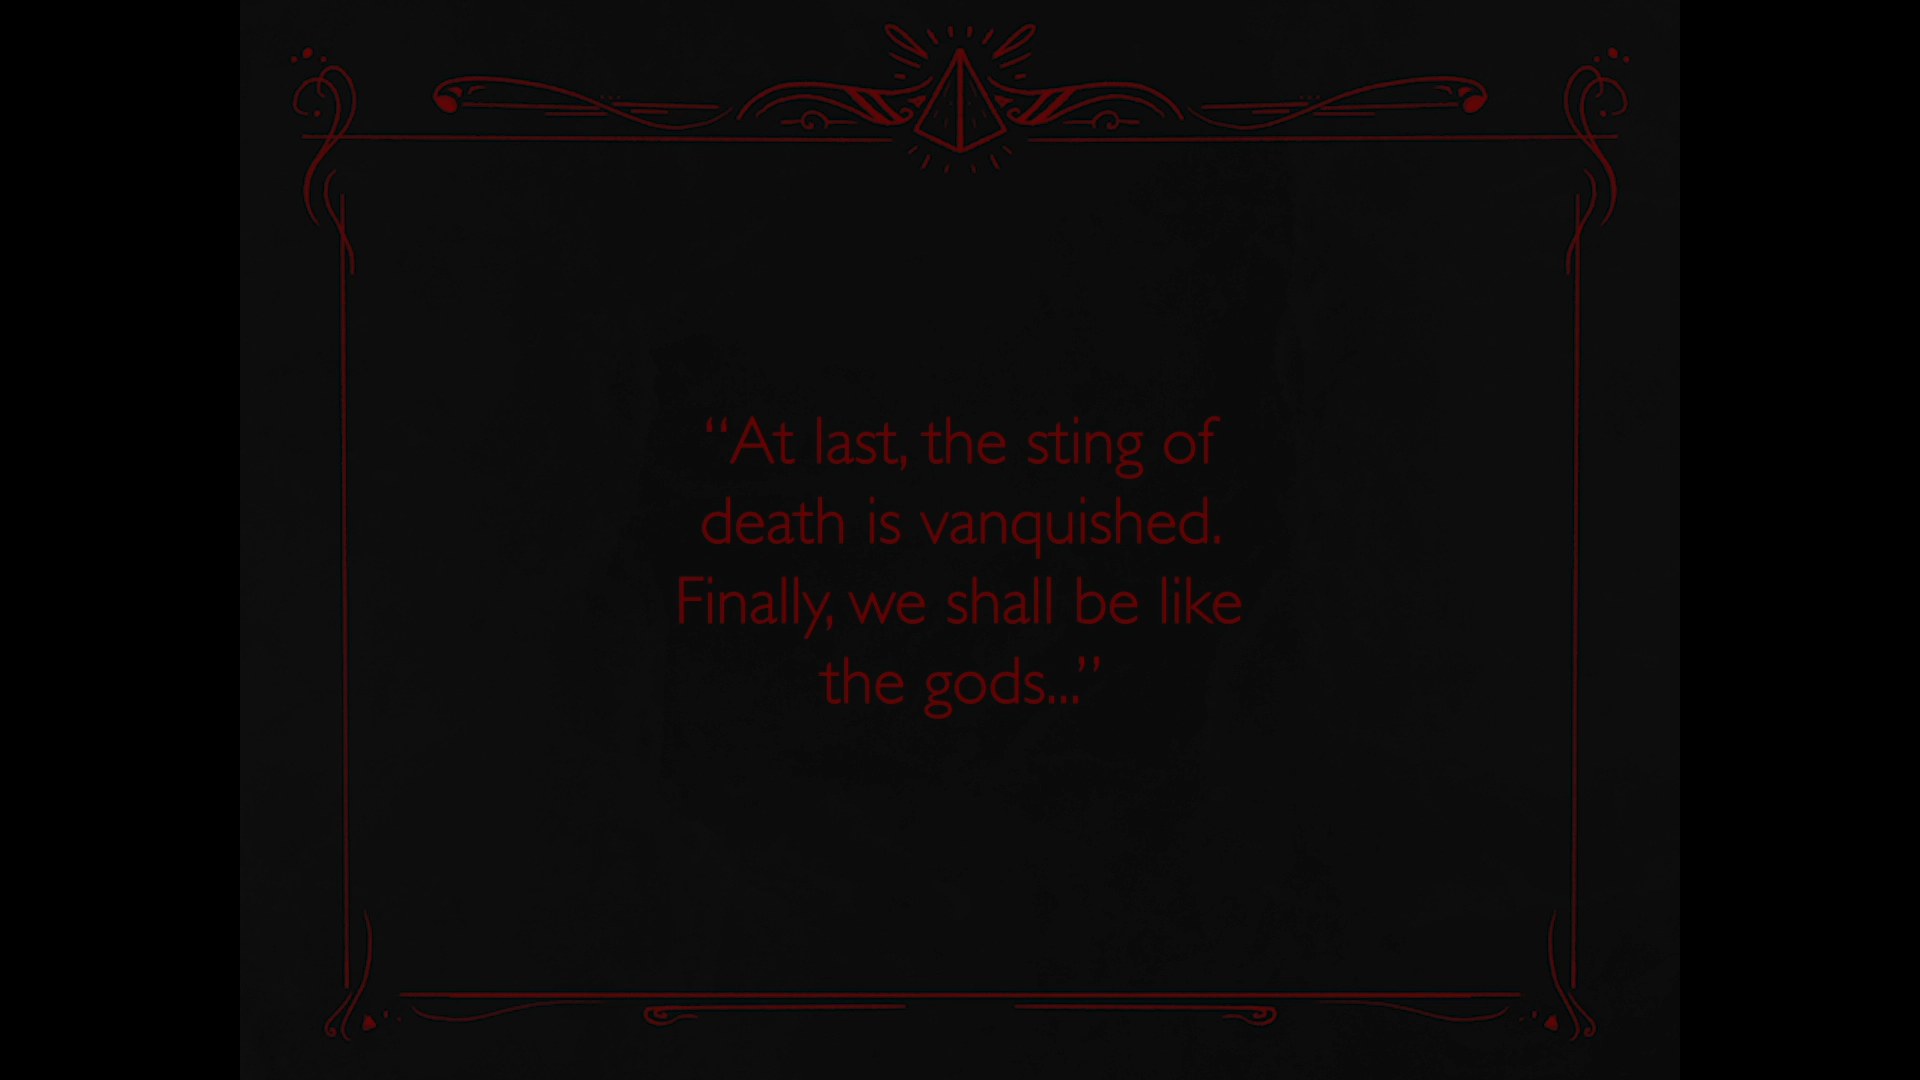 “At last, the sting of
death is vanquished.
Finally, we shall be like
the gods...”